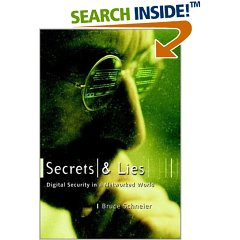 SEARCH INSIDE!™
Secrets & Lies
Digital Security in a Networked World
Bruce Schneier